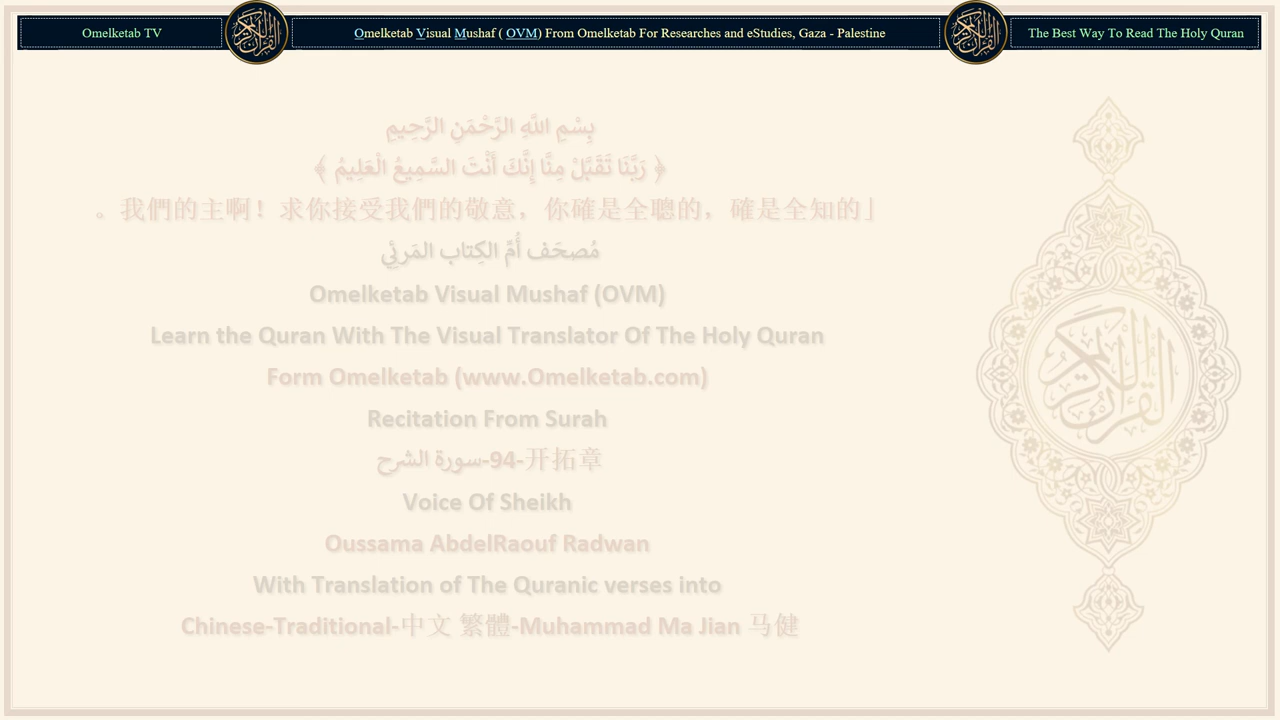 Omelketab TV
Omelketab Visual Mushaf ( OVM) From Omelketab For Researches and eStudies, Gaza - Palestine
The Best Way To Read The Holy Quran
بِسْمِ اللَّهِ الرَّحْمَنِ الرَّحِيمِ
﴿ رَبَّنَا تَقَبَّلْ مِنَّا إِنَّكَ أَنْتَ السَّمِيعُ الْعَلِيمُ ﴾
。我們的主啊！求你接受我們的敬意，你確是全聰的，確是全知的」
مُصحَف أُمِّ الكِتاب المَرئِي
Omelketab Visual Mushaf (OVM)
Learn the Quran With The Visual Translator Of The Holy Quran
Form Omelketab (www.Omelketab.com)
Recitation From Surah
سورة الشرح-94-开拓章
Voice Of Sheikh
Oussama AbdelRaouf Radwan
With Translation of The Quranic verses into
Chinese-Traditional-中文 繁體-Muhammad Ma Jian 马健
القرآن الكريم